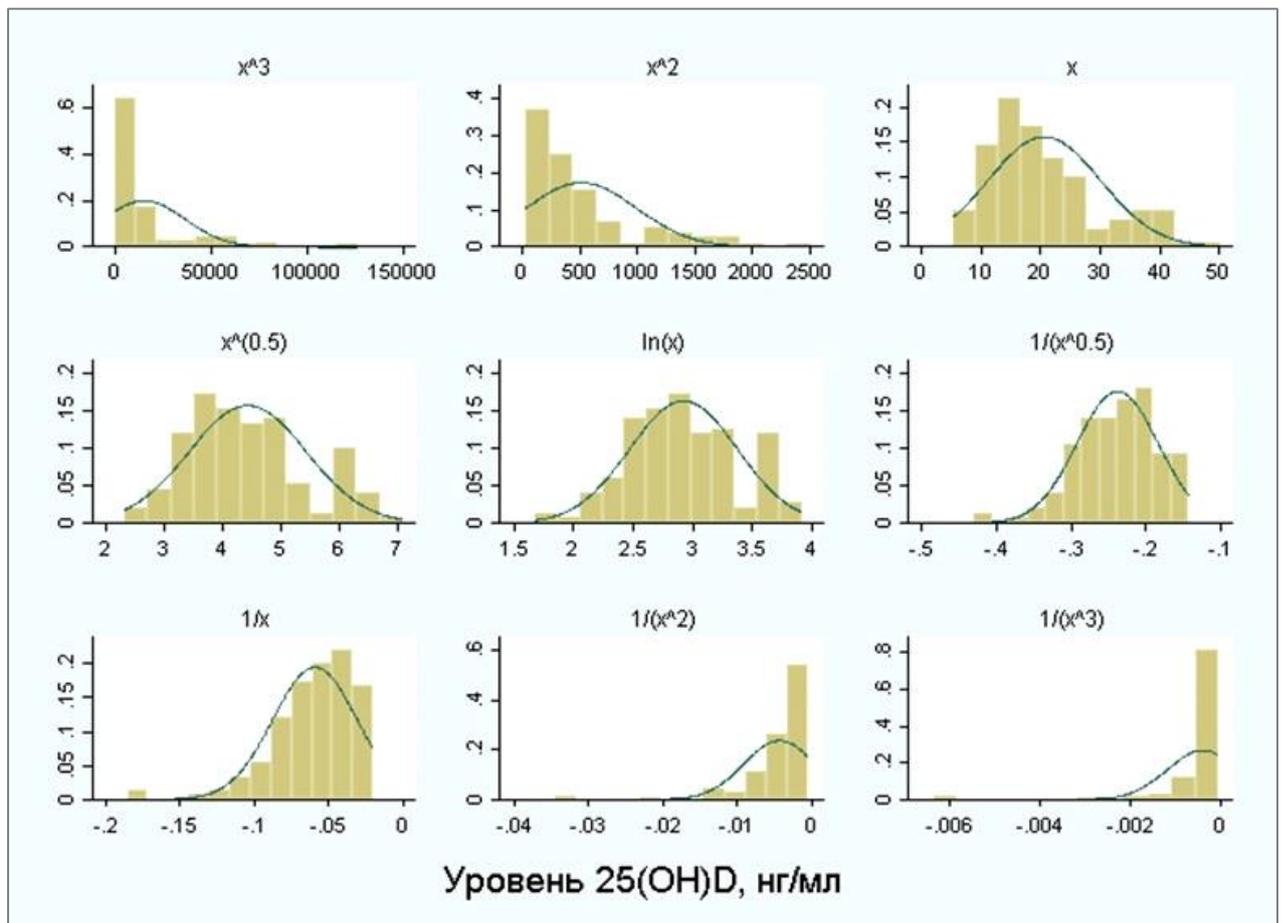 x^3 x^2 x
.6 .4 .2 0
0 50000 100000 150000
.4 .3 .2 .1 0
0 500 1000 1500 2000 2500
.2 .15 .1 .05 0
0 10 20 30 40 50
x^(0.5) ln(x) 1/(x^0.5)
.2 .15 .1 .05 0
2 3 4 5 6 7
.2 .15 .1 .05 0
1.5 2 2.5 3 3.5 4
.2 .15 .1 .05 0
-.5 -.4 -.3 -.2 -.1
1/x 1/(x^2) 1/(x^3)
.2 .15 .1 .05 0
-.2 -.15 -.1 -.05 0
.6 .4 .2 0
-.04 -.03 -.02 -.01 0
.8 .6 .4 .2 0
-.006 -.004 -.002 0
Уровень 25(OH)D, нг/мл